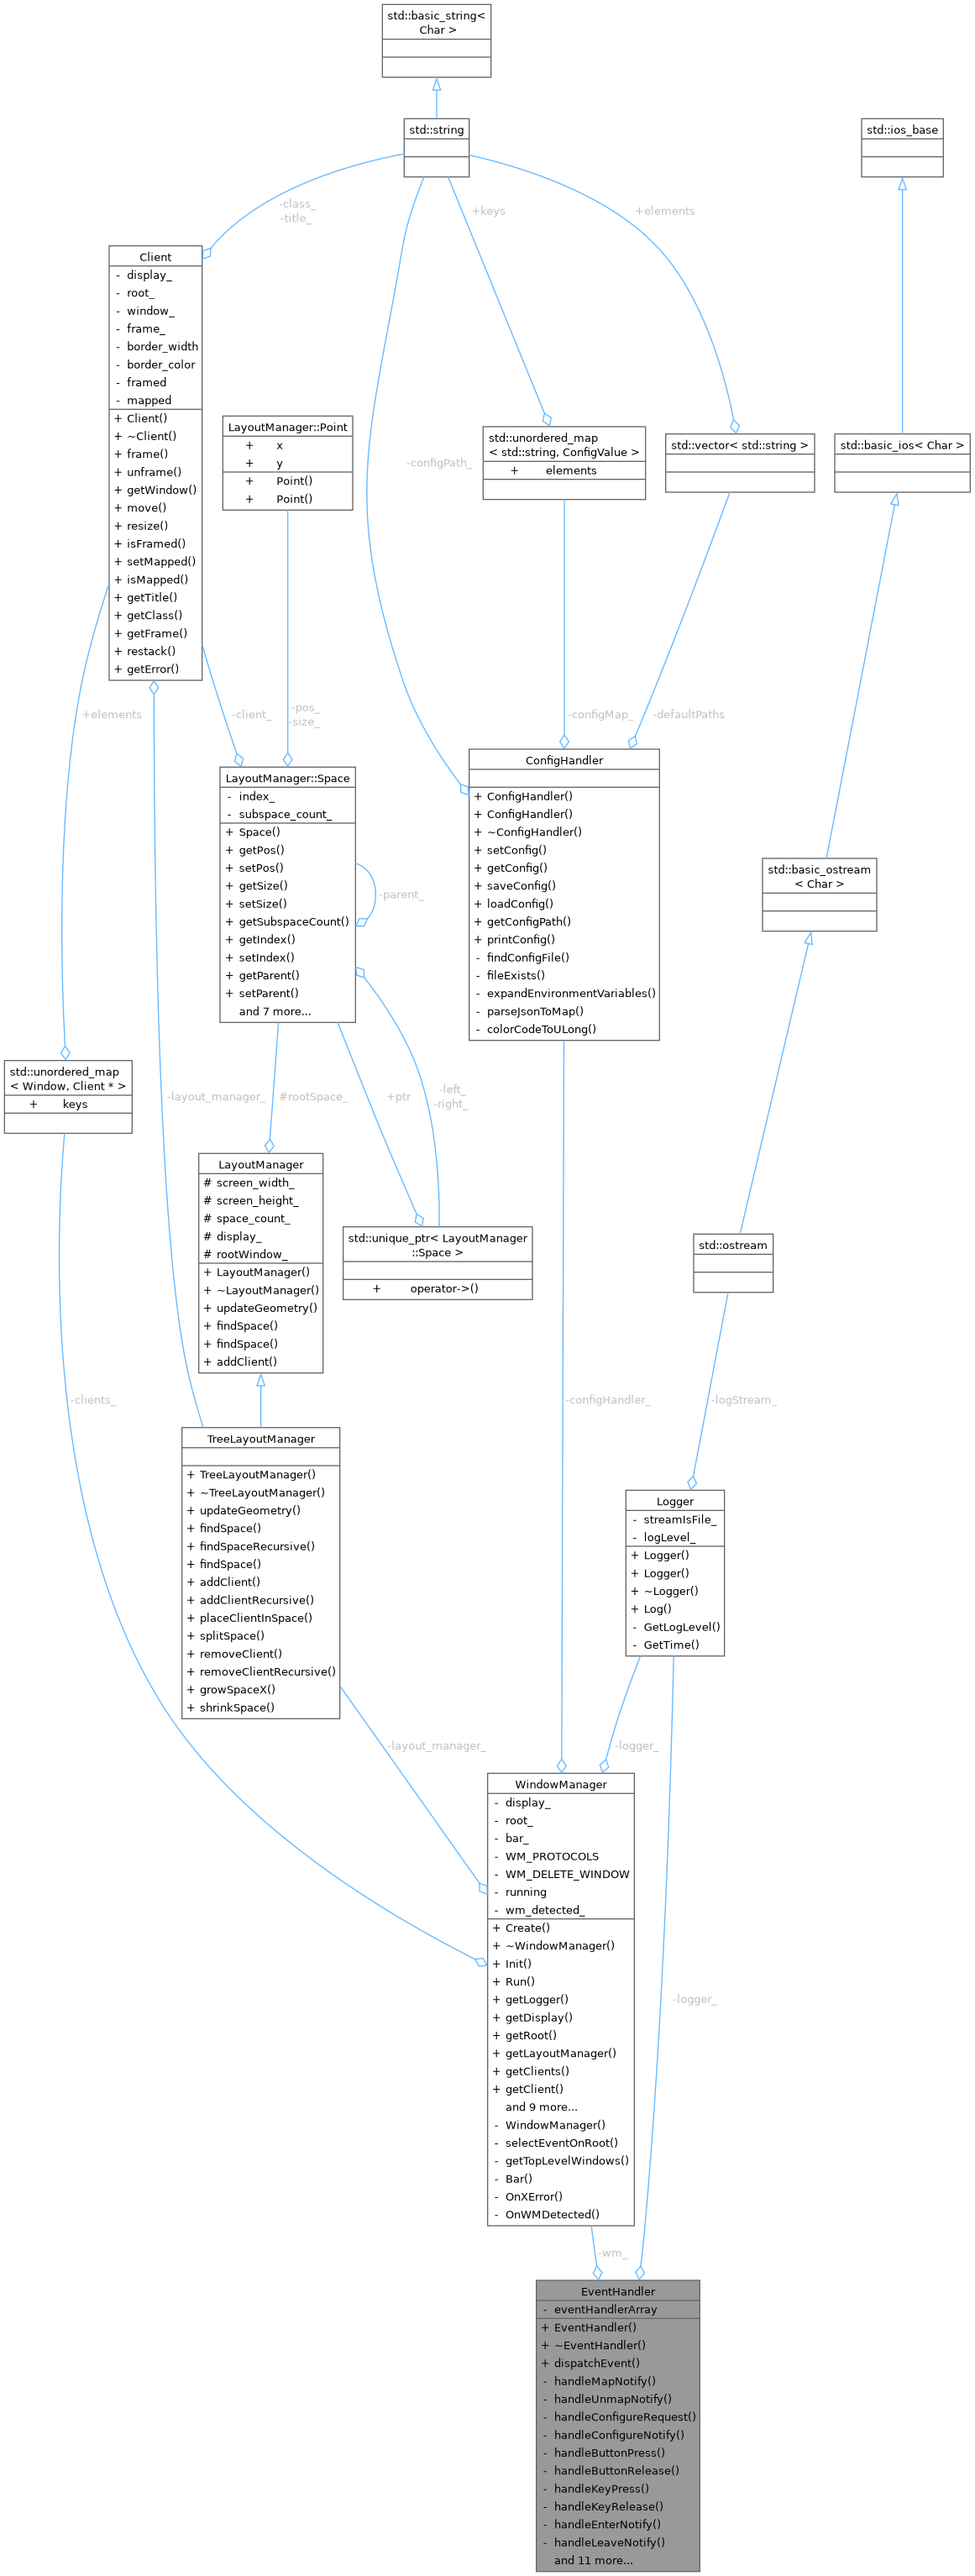 std::basic_string<
Char >
std::string
std::ios_base
-class_
-title_
+keys
+elements
Client
- display_
- root_
- window_
- frame_
- border_width
- border_color
- framed
- mapped
+ Client()
+ ~Client()
+ frame()
+ unframe()
+ getWindow()
+ move()
+ resize()
+ isFramed()
+ setMapped()
+ isMapped()
+ getTitle()
+ getClass()
+ getFrame()
+ restack()
+ getError()
LayoutManager::Point
+ x
+ y
+ Point()
+ Point()
-configPath_
std::unordered_map
< std::string, ConfigValue >
+ elements
std::vector< std::string >
std::basic_ios< Char >
+elements
-client_
-pos_
-size_
-configMap_
-defaultPaths
LayoutManager::Space
- index_
- subspace_count_
+ Space()
+ getPos()
+ setPos()
+ getSize()
+ setSize()
+ getSubspaceCount()
+ getIndex()
+ setIndex()
+ getParent()
+ setParent()
and 7 more...
-parent_
ConfigHandler
+ ConfigHandler()
+ ConfigHandler()
+ ~ConfigHandler()
+ setConfig()
+ getConfig()
+ saveConfig()
+ loadConfig()
+ getConfigPath()
+ printConfig()
- findConfigFile()
- fileExists()
- expandEnvironmentVariables()
- parseJsonToMap()
- colorCodeToULong()
std::basic_ostream
< Char >
std::unordered_map
< Window, Client * >
+ keys
-layout_manager_
#rootSpace_
+ptr
-left_
-right_
LayoutManager
# screen_width_
# screen_height_
# space_count_
# display_
# rootWindow_
+ LayoutManager()
+ ~LayoutManager()
+ updateGeometry()
+ findSpace()
+ findSpace()
+ addClient()
std::unique_ptr< LayoutManager
::Space >
+ operator->()
std::ostream
-clients_
-configHandler_
-logStream_
TreeLayoutManager
+ TreeLayoutManager()
+ ~TreeLayoutManager()
+ updateGeometry()
+ findSpace()
+ findSpaceRecursive()
+ findSpace()
+ addClient()
+ addClientRecursive()
+ placeClientInSpace()
+ splitSpace()
+ removeClient()
+ removeClientRecursive()
+ growSpaceX()
+ shrinkSpace()
Logger
- streamIsFile_
- logLevel_
+ Logger()
+ Logger()
+ ~Logger()
+ Log()
- GetLogLevel()
- GetTime()
-layout_manager_
-logger_
WindowManager
- display_
- root_
- bar_
- WM_PROTOCOLS
- WM_DELETE_WINDOW
- running
- wm_detected_
+ Create()
+ ~WindowManager()
+ Init()
+ Run()
+ getLogger()
+ getDisplay()
+ getRoot()
+ getLayoutManager()
+ getClients()
+ getClient()
and 9 more...
- WindowManager()
- selectEventOnRoot()
- getTopLevelWindows()
- Bar()
- OnXError()
- OnWMDetected()
-logger_
-wm_
EventHandler
- eventHandlerArray
+ EventHandler()
+ ~EventHandler()
+ dispatchEvent()
- handleMapNotify()
- handleUnmapNotify()
- handleConfigureRequest()
- handleConfigureNotify()
- handleButtonPress()
- handleButtonRelease()
- handleKeyPress()
- handleKeyRelease()
- handleEnterNotify()
- handleLeaveNotify()
and 11 more...